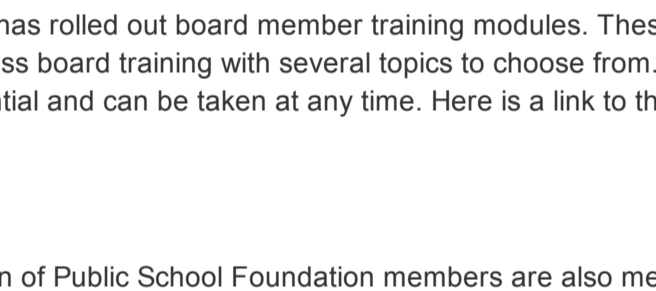 has rolled out board member training modules. Thes
ss board training with several topics to choose from.
tial and can be taken at any time. Here is a link to th
n of Public School Foundation members are also me